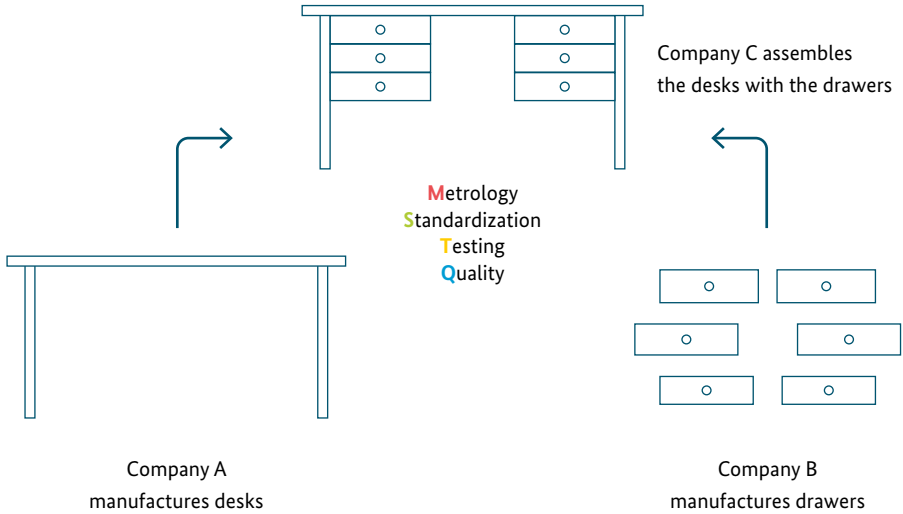 Company C assembles
the desks with the drawers
Metrology
Standardization
Testing
Quality
Company A
manufactures desks
Company B
manufactures drawers